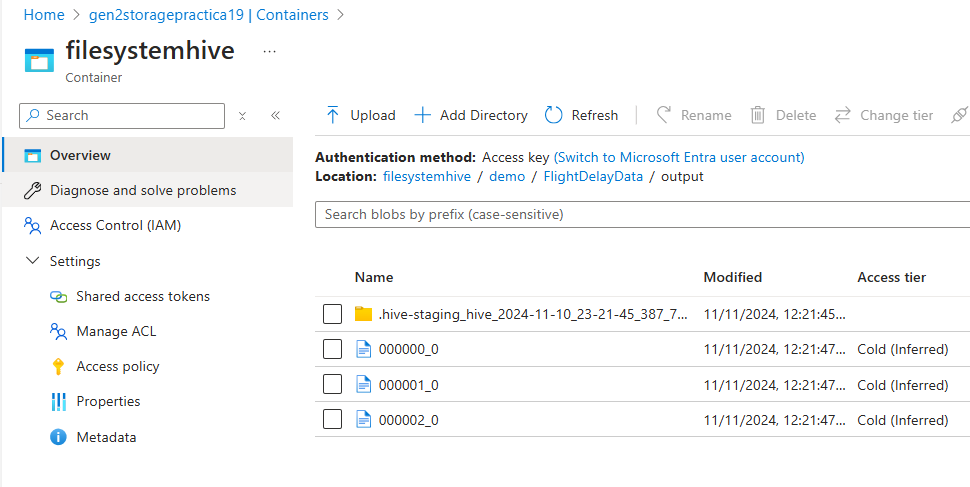 Home > gen2storagepractica19 | Containers >
filesystemhive ...
Container
Search
Overview
Diagnose and solve problems
Access Control (IAM)
Settings
Shared access tokens
Manage ACL
Access policy
Properties
Metadata
Upload Add Directory Refresh Rename Delete Change tier
Authentication method: Access key (Switch to Microsoft Entra user account)
Location: filesystemhive / demo / FlightDelayData / output
Search blobs by prefix (case-sensitive)
Name Modified Access tier
.hive-staging_hive_2024-11-10_23-21-45_387_7... 11/11/2024, 12:21:45...
000000_0 11/11/2024, 12:21:47... Cold (Inferred)
000001_0 11/11/2024, 12:21:47... Cold (Inferred)
000002_0 11/11/2024, 12:21:47... Cold (Inferred)